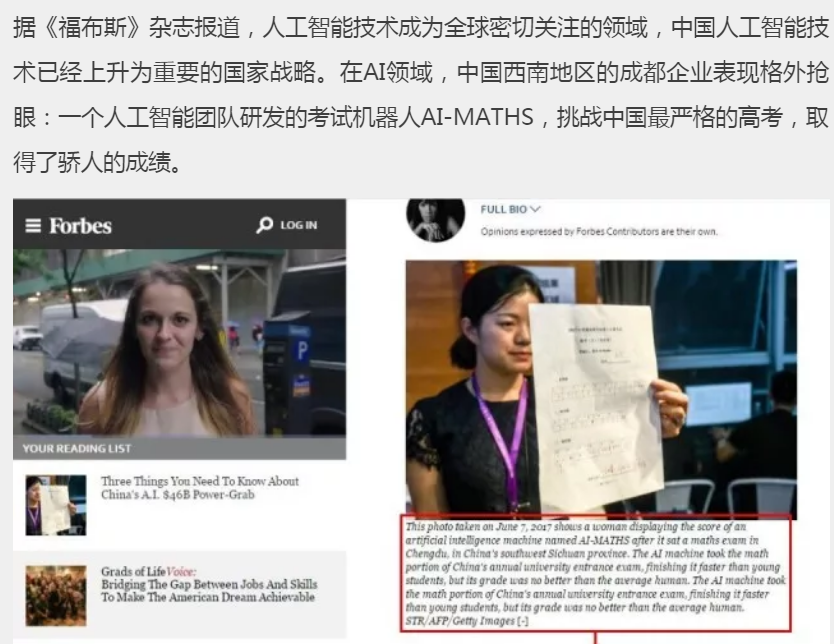 据《福布斯》杂志报道，人工智能技术成为全球密切关注的领域，中国人工智能技
术已经上升为重要的国家战略。在AI领域，中国西南地区的成都企业表现格外抢
眼：一个人工智能团队研发的考试机器人AI-MATHS，挑战中国最严格的高考，取
得了骄人的成绩。
Forbes
LOG IN
P
YOUR READING LIST
Three Things You Need To Know About
China's A.I. $46B Power-Grab
Grads of LifeVoice:
Bridging The Gap Between Jobs And Skills
To Make The American Dream Achievable
FULL BIO
Opinions expressed by Forbes Contributors are their own.
This photo taken on June 7, 2017 shows a woman displaying the score of an
artificial intelligence machine named AI-MATHS after it sat a maths exam in
Chengdu, in China's southwest Sichuan province. The AI machine took the math
portion of China's annual university entrance exam, finishing it faster than young
students, but its grade was no better than the average human. The AI machine took
the math portion of China's annual university entrance exam, finishing it faster
than young students, but its grade was no better than the average human.
STR/AFP/Getty Images [-]